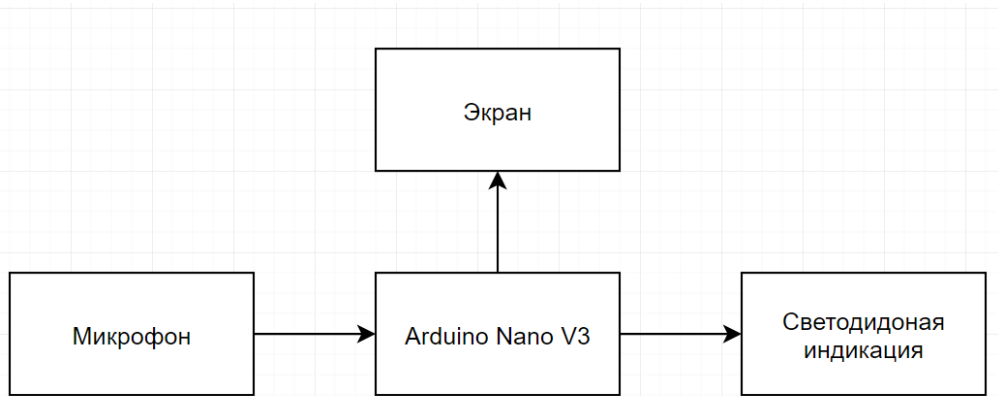 Экран
Микрофон
Arduino Nano V3
Светодидоная
индикация